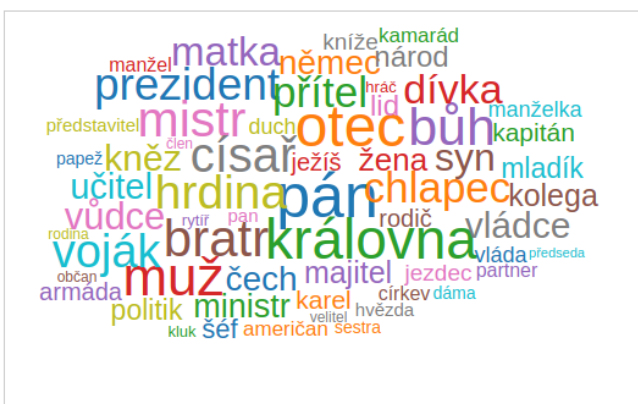 kníže kamarád
manžel matka němec národ
prezident přítel hráč dívka
představitel mistr duch otec lid bůh manželka
člen kapitán
papež kněz císař ježíš žena syn mladík
učitel hrdina pán chlapec kolega
vůdce rytíř pan rodič vládce
rodina voják bratr královna vláda předseda
občan muž čech majitel jezdec partner
armáda církev dáma
politik ministr karel hvězda
velitel
kluk šéf američan sestra